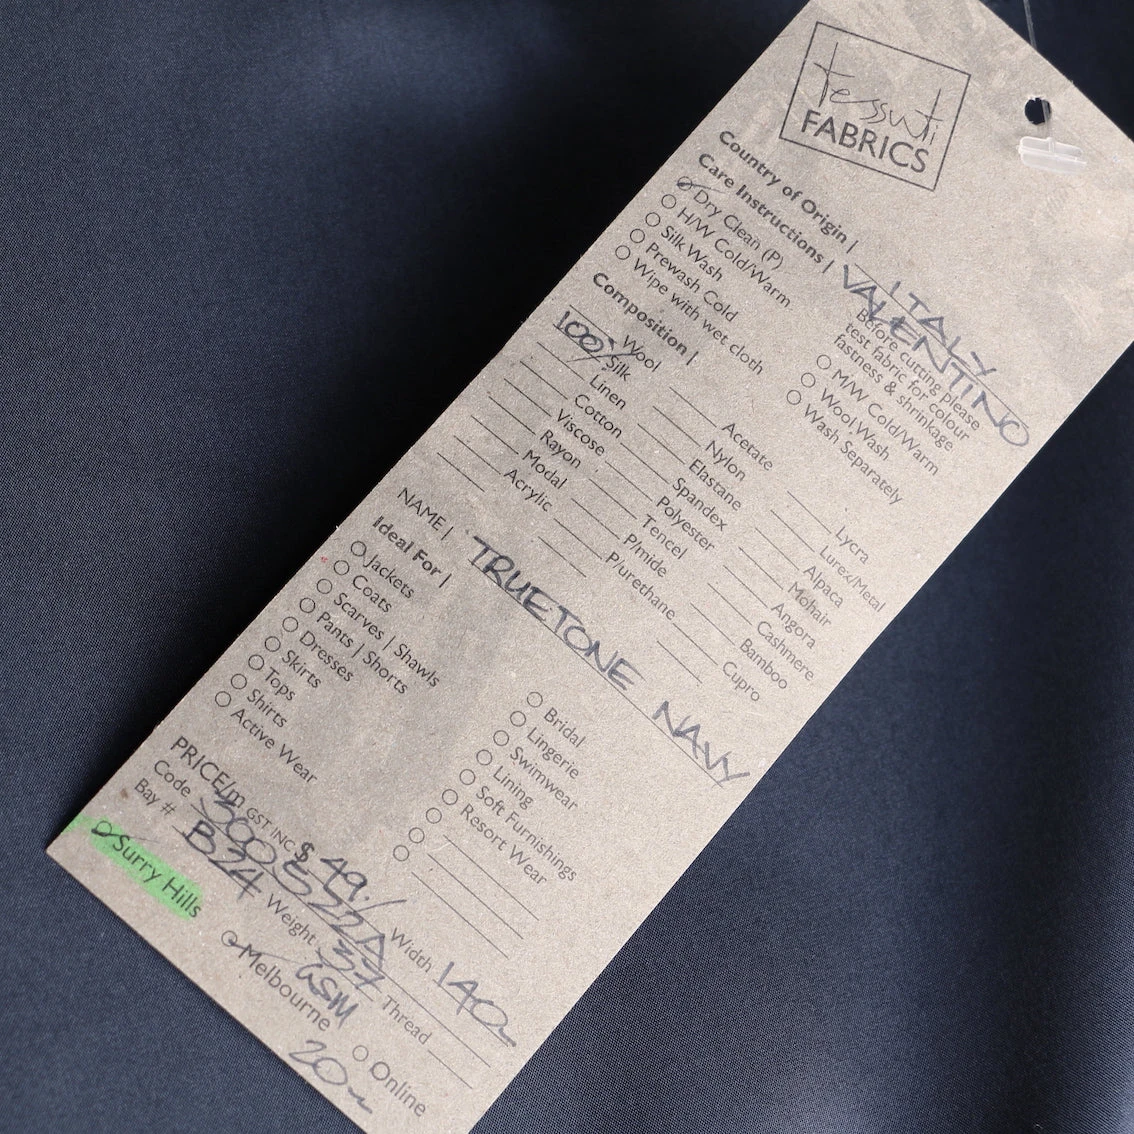 tessuti
FABRICS
Country of Origin | ITALY
Care Instructions | VALENTINO
Dry Clean (P)
H/W Cold/Warm
Silk Wash
Prewash Cold
Wipe with wet cloth
Before cutting please
test fabric for colour
fastness & shrinkage
M/W Cold/Warm
Wool Wash
Wash Separately
Composition |
Wool
100% Silk
Linen
Cotton
Viscose
Rayon
Modal
Acrylic
Acetate
Nylon
Elastane
Spandex
Polyester
Tencel
P/mide
P/urethane
Lycra
Lurex/Metal
Alpaca
Mohair
Angora
Cashmere
Bamboo
Cupro
NAME | TRUETONE NAVY
Ideal For |
Jackets
Coats
Scarves | Shawls
Pants | Shorts
Dresses
Skirts
Tops
Shirts
Active Wear
Bridal
Lingerie
Swimwear
Lining
Soft Furnishings
Resort Wear
PRICE/m GST INC $ 49./ Width 140
Code 3003522A
Bay # B24 Weight 37 GSM Thread
Surry Hills Melbourne Online
20